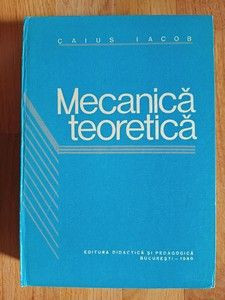 CAIUS IACOB
Mecanică
teoretică
EDITURA DIDACTICĂ ȘI PEDAGOGICĂ
BUCUREȘTI — 1980